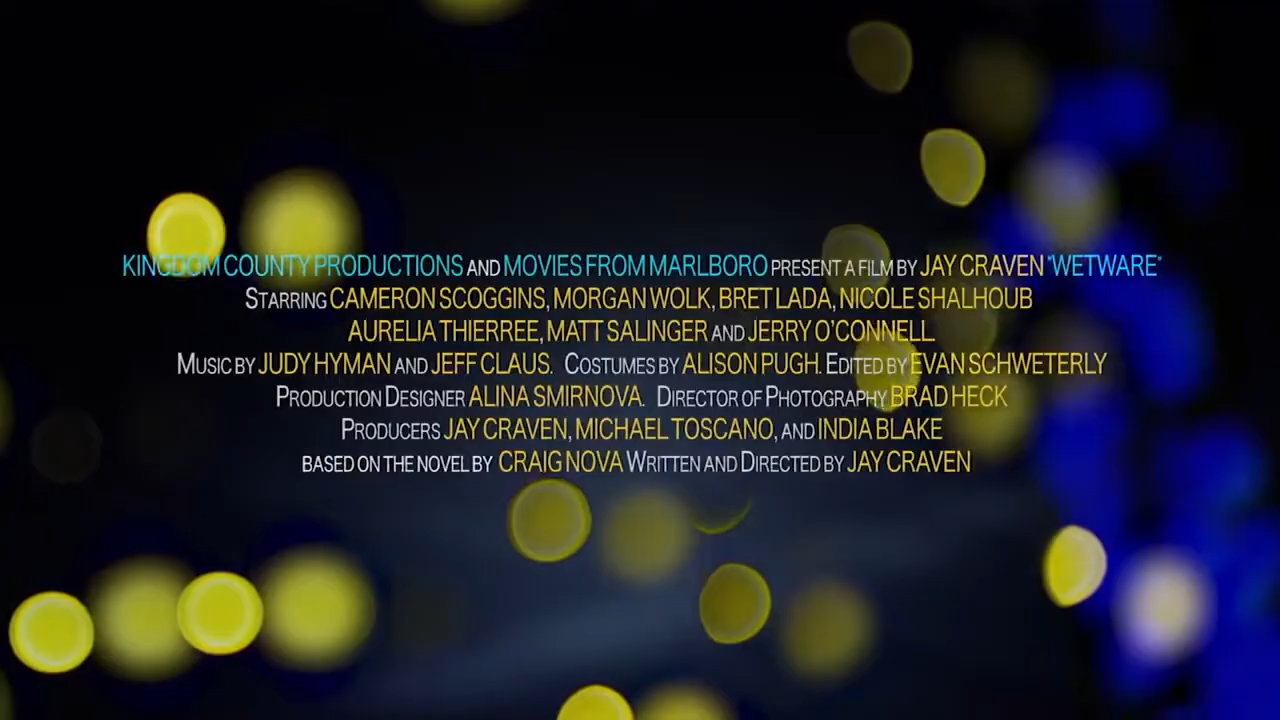 KINGDOM COUNTY PRODUCTIONS AND MOVIES FROM MARLBORO PRESENT A FILM BY JAY CRAVEN "WETWARE"
STARRING CAMERON SCOGGINS, MORGAN WOLK, BRET LADA, NICOLE SHALHOUB
AURELIA THIERREE, MATT SALINGER AND JERRY O'CONNELL.
MUSIC BY JUDY HYMAN AND JEFF CLAUS. COSTUMES BY ALISON PUGH. EDITED BY EVAN SCHWETERLY
PRODUCTION DESIGNER ALINA SMIRNOVA. DIRECTOR OF PHOTOGRAPHY BRAD HECK
PRODUCERS JAY CRAVEN, MICHAEL TOSCANO, AND INDIA BLAKE
BASED ON THE NOVEL BY CRAIG NOVA WRITTEN AND DIRECTED BY JAY CRAVEN